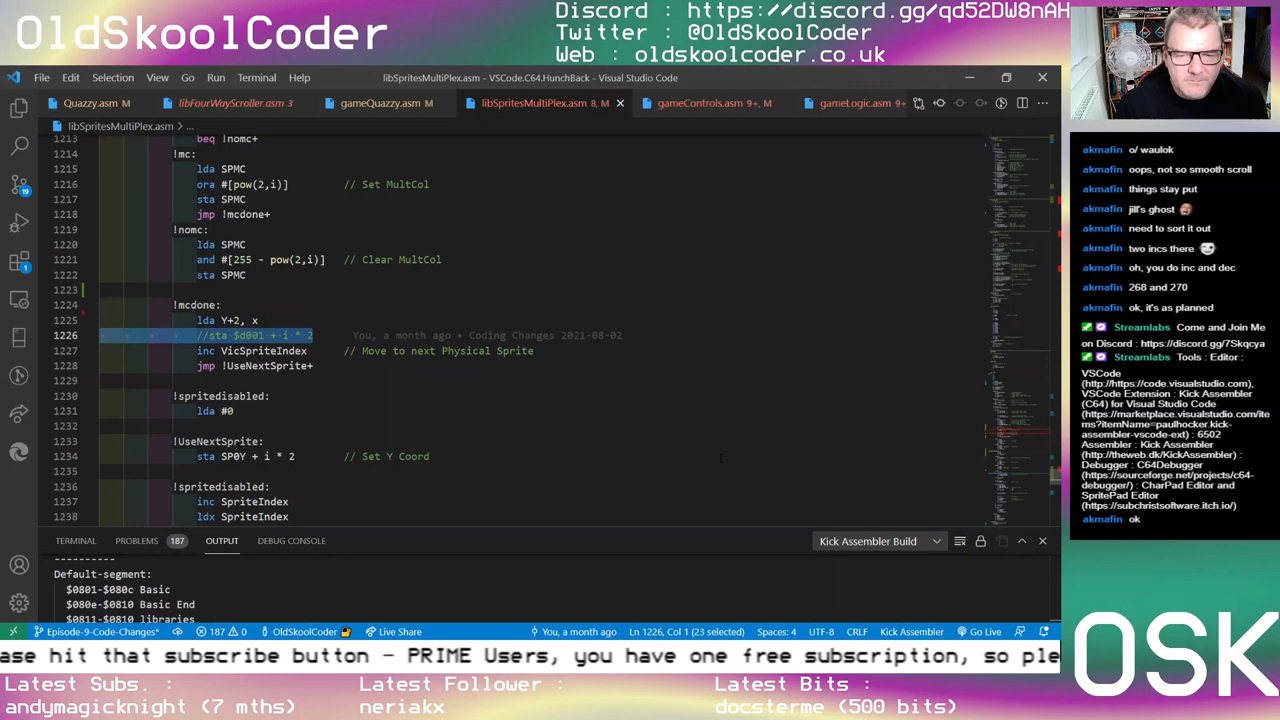 OldSkoolCoder
Discord : https://discord.gg/qd52DW8nAH
Twitter : @OldSkoolCoder
Web : oldskoolcoder.co.uk
File Edit Selection View Go Run Terminal Help
libSpritesMultiPlex.asm - VSCode.C64.HunchBack - Visual Studio Code
Quazzy.asm M
libFourWayScroller.asm 3
gameQuazzy.asm M
libSpritesMultiPlex.asm 8, M
gameControls.asm 9+, M
gameLogic.asm 9+
libSpritesMultiPlex.asm > ...
1213 beq !nomc+
1214 !mc:
1215 lda SPMC
1216 ora #[pow(2,i)] // Set MultCol
1217 sta SPMC
1218 jmp !mcdone+
1219 !nomc:
1220 lda SPMC
1221 and #[255 - pow(2,i)] // Clear MultCol
1222 sta SPMC
1223
1224 !mcdone:
1225 lda Y+2, x
1226 //sta $d001 + i * 2 You, a month ago • Coding Changes 2021-08-02
1227 inc VicSpriteIndex // Move to next Physical Sprite
1228 jmp !UseNextSprite+
1229
1230 !spritedisabled:
1231 lda #0
1232
1233 !UseNextSprite:
1234 sta SP0Y + i * 2 // Set Y Coord
1235
1236 !spritedisabled:
1237 inc SpriteIndex
1238 ldx SpriteIndex
19
1
TERMINAL PROBLEMS 187 OUTPUT DEBUG CONSOLE
Kick Assembler Build
----------
Default-segment:
$0801-$080c Basic
$080e-$0810 Basic End
$0811-$0810 libraries
Episode-9-Code-Changes* 187 0 OldSkoolCoder Live Share
You, a month ago Ln 1226, Col 1 (23 selected) Spaces: 4 UTF-8 CRLF Kick Assembler Go Live
akmafin o/ waulok
akmafin oops, not so smooth scroll
akmafin things stay put
akmafin jill's ghost
akmafin need to sort it out
akmafin two incs there
akmafin oh, you do inc and dec
akmafin 268 and 270
akmafin ok, it's as planned
Streamlabs Come and Join Me
on Discord : https://discord.gg/7Skqcya
Streamlabs Tools : Editor :
VSCode
(http://https://code.visualstudio.com),
VSCode Extension : Kick Assembler
(C64) for Visual Studio Code
(https://marketplace.visualstudio.com/ite
ms?itemName=paulhocker.kick-
assembler-vscode-ext) : 6502
Assembler : KickAssembler
(http://theweb.dk/KickAssembler) :
Debugger : C64Debugger
(https://sourceforge.net/projects/c64-
debugger/) : CharPad Editor and
SpritePad Editor
(https://subchristsoftware.itch.io/)
akmafin ok
OSK
ase hit that subscribe button - PRIME Users, you have one free subscription, so ple
Latest Subs. :
andymagicknight (7 mths)
Latest Follower :
neriakx
Latest Bits :
docsterme (500 bits)